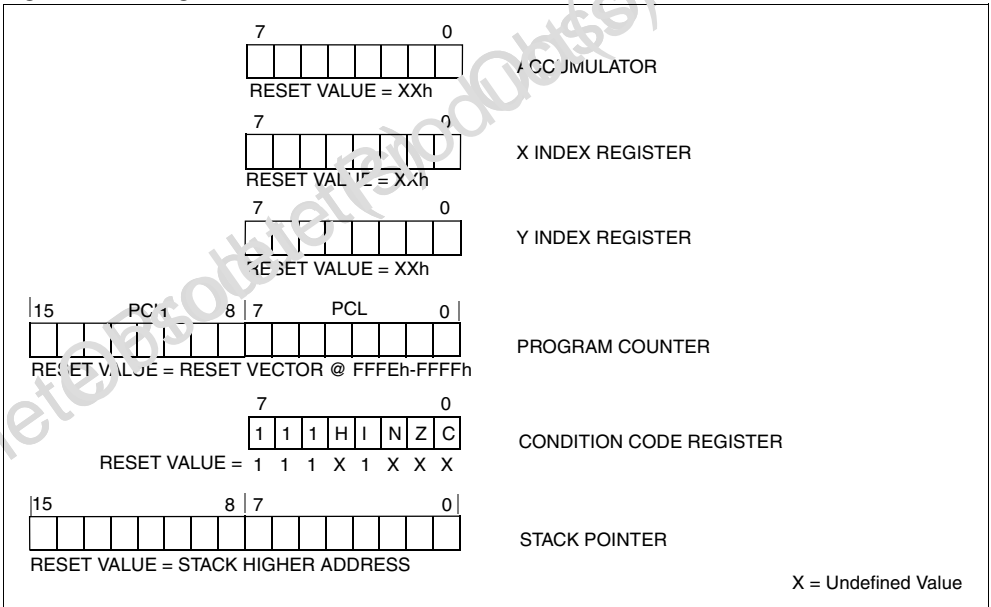 7 0
ACCUMULATOR
RESET VALUE = XXh
7 0
X INDEX REGISTER
RESET VALUE = XXh
7 0
Y INDEX REGISTER
RESET VALUE = XXh
15 PCH 8 7 PCL 0
PROGRAM COUNTER
RESET VALUE = RESET VECTOR @ FFFEh-FFFFh
7 0
1 1 1 H I N Z C
CONDITION CODE REGISTER
RESET VALUE = 1 1 1 X 1 X X X
15 8 7 0
STACK POINTER
RESET VALUE = STACK HIGHER ADDRESS
X = Undefined Value